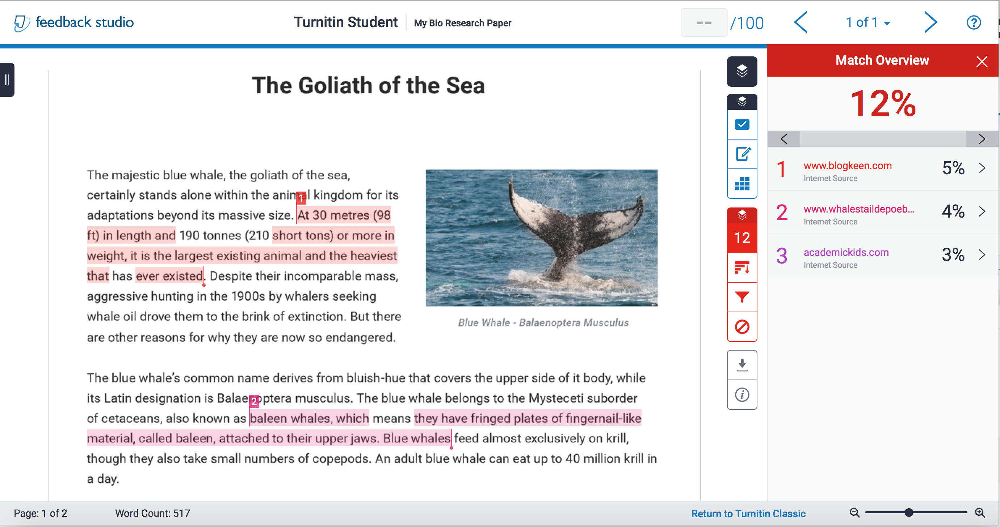 feedback studio
Turnitin Student
My Bio Research Paper
-- /100
1 of 1
Match Overview
12%
1 www.blogkeen.com 5%
Internet Source
2 www.whalestaildepoeb... 4%
Internet Source
3 academickids.com 3%
Internet Source
12
The Goliath of the Sea
The majestic blue whale, the goliath of the sea,
certainly stands alone within the animal kingdom for its
1
adaptations beyond its massive size. At 30 metres (98
ft) in length and 190 tonnes (210 short tons) or more in
weight, it is the largest existing animal and the heaviest
that has ever existed. Despite their incomparable mass,
aggressive hunting in the 1900s by whalers seeking
whale oil drove them to the brink of extinction. But there
are other reasons for why they are now so endangered.
Blue Whale - Balaenoptera Musculus
The blue whale’s common name derives from bluish-hue that covers the upper side of it body, while
its Latin designation is Balaenoptera musculus. The blue whale belongs to the Mysteceti suborder
2
of cetaceans, also known as baleen whales, which means they have fringed plates of fingernail-like
material, called baleen, attached to their upper jaws. Blue whales feed almost exclusively on krill,
though they also take small numbers of copepods. An adult blue whale can eat up to 40 million krill in
a day.
Page: 1 of 2
Word Count: 517
Return to Turnitin Classic